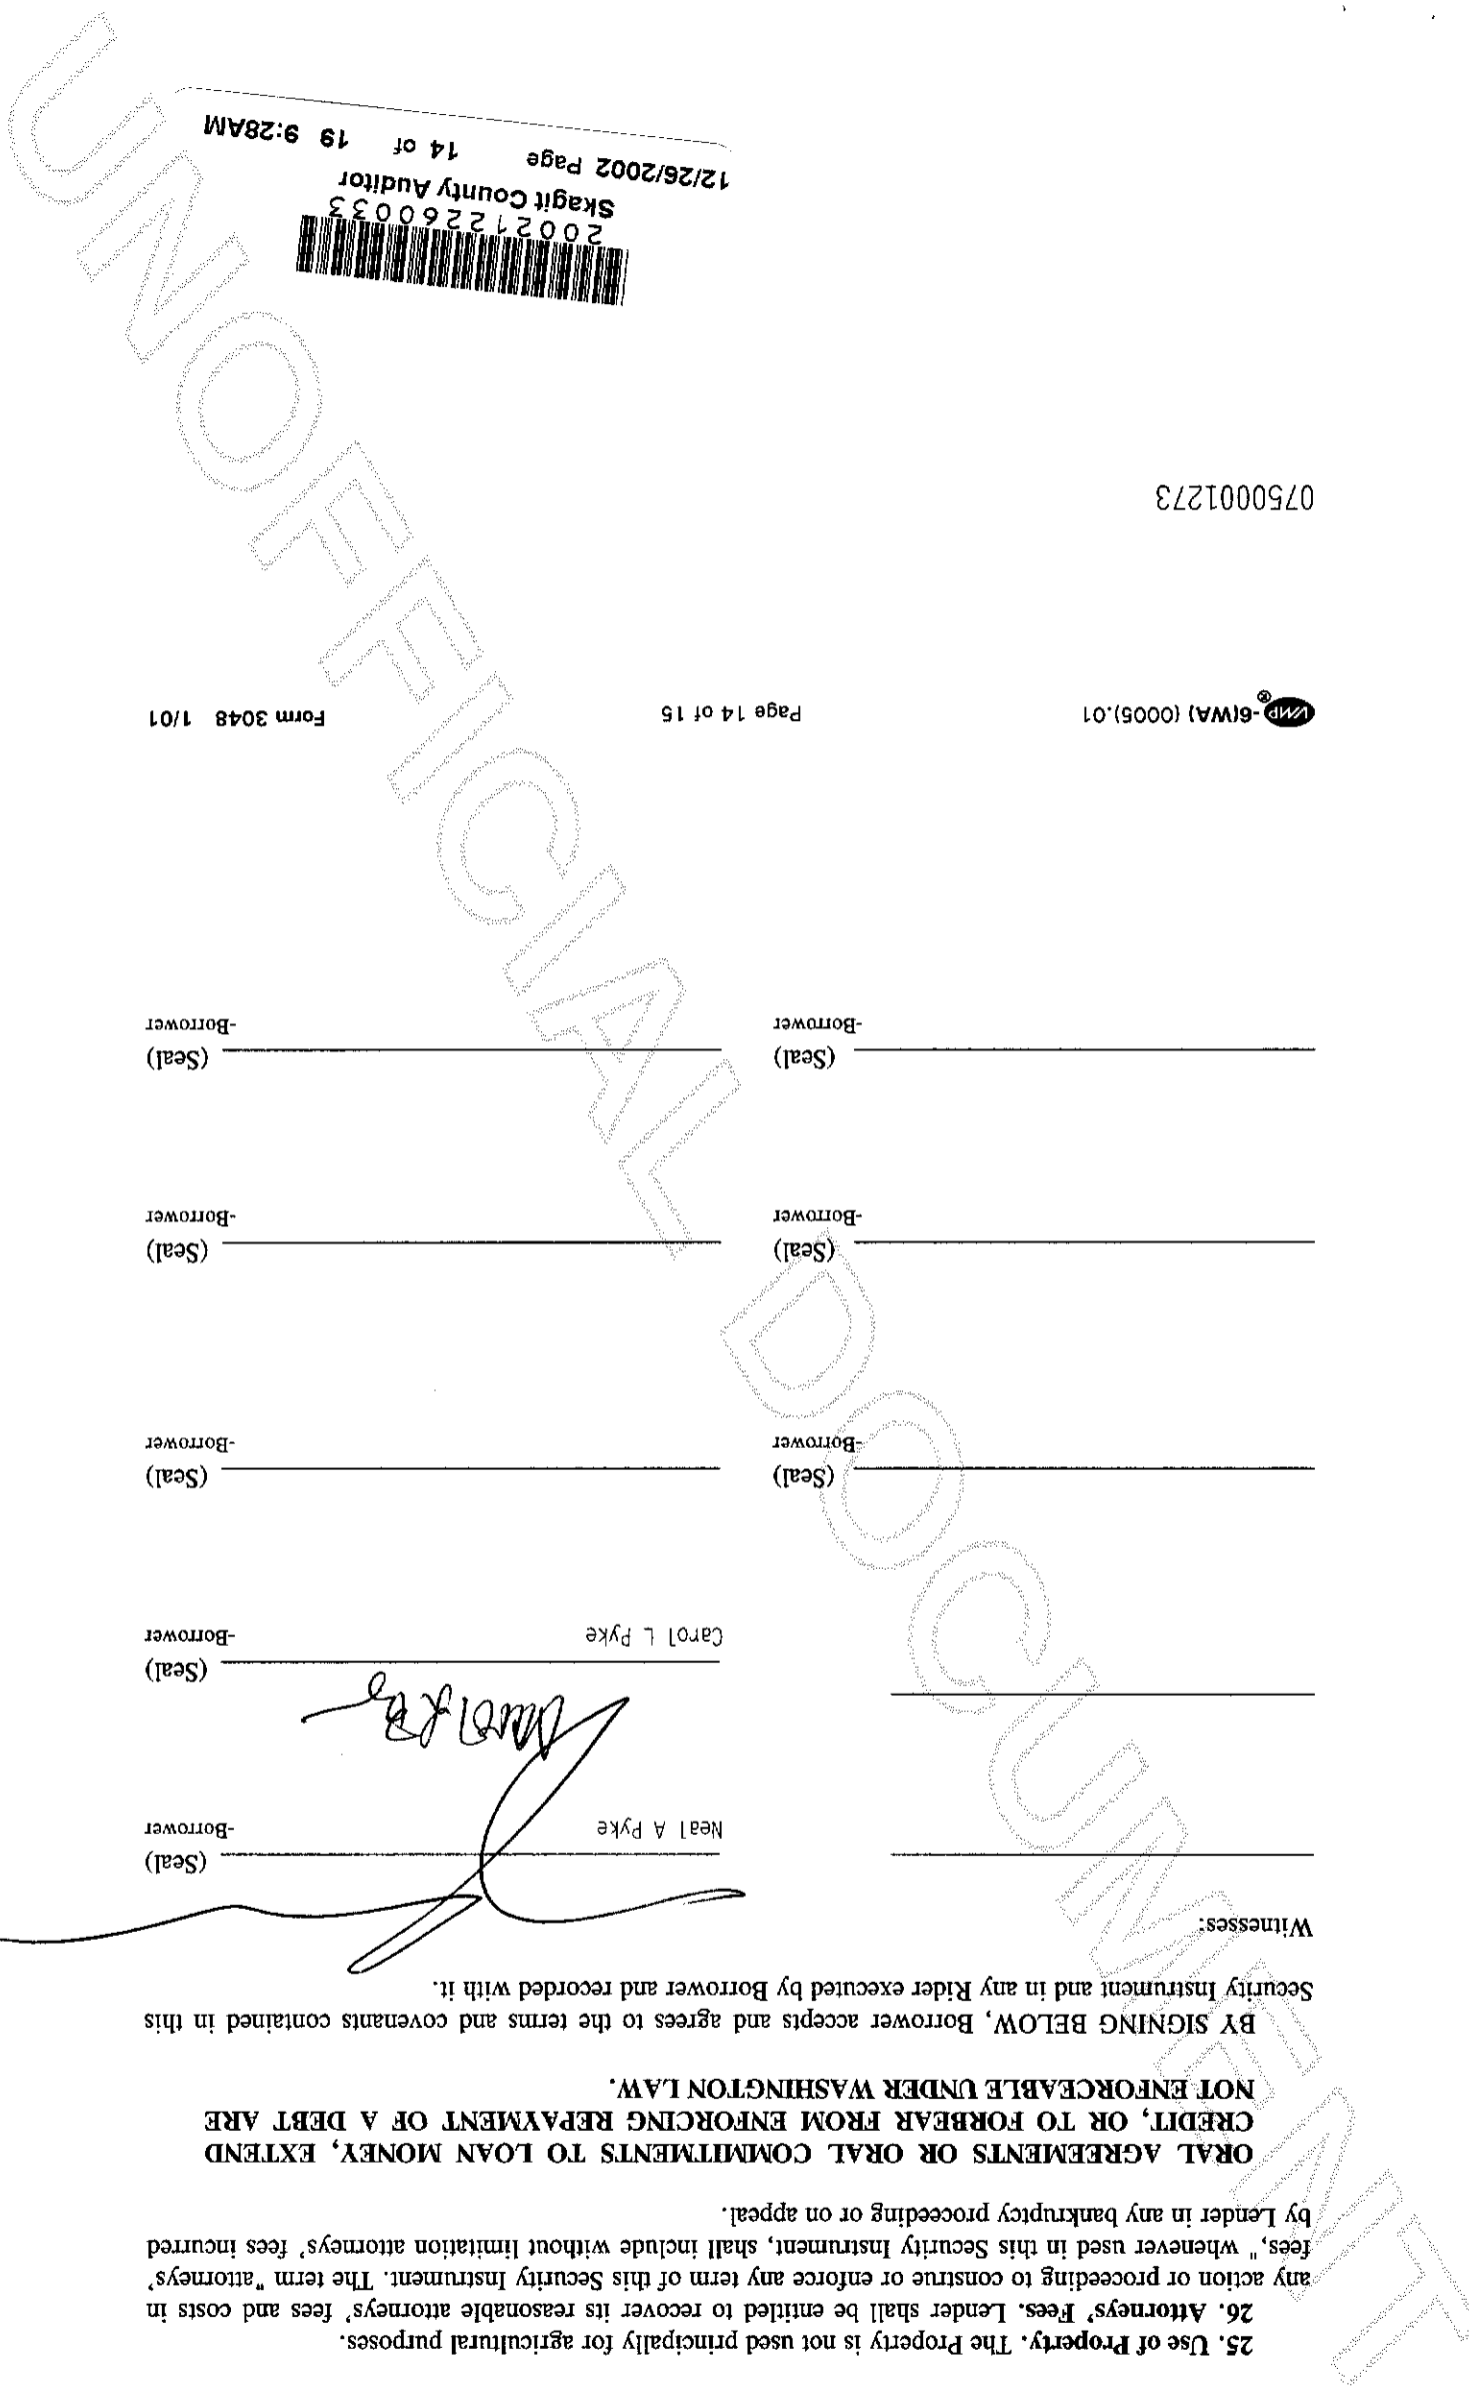 25. Use of Property. The Property is not used principally for agricultural purposes.
26. Attorneys' Fees. Lender shall be entitled to recover its reasonable attorneys' fees and costs in
any action or proceeding to construe or enforce any term of this Security Instrument. The term "attorneys'
fees," whenever used in this Security Instrument, shall include without limitation attorneys' fees incurred
by Lender in any bankruptcy proceeding or on appeal.
ORAL AGREEMENTS OR ORAL COMMITMENTS TO LOAN MONEY, EXTEND
CREDIT, OR TO FORBEAR FROM ENFORCING REPAYMENT OF A DEBT ARE
NOT ENFORCEABLE UNDER WASHINGTON LAW.
BY SIGNING BELOW, Borrower accepts and agrees to the terms and covenants contained in this
Security Instrument and in any Rider executed by Borrower and recorded with it.
Witnesses:
(Seal)
Neal A Pyke
-Borrower
(Seal)
Carol L Pyke
-Borrower
(Seal)
-Borrower
(Seal)
-Borrower
(Seal)
-Borrower
(Seal)
-Borrower
(Seal)
-Borrower
(Seal)
-Borrower
VMP®-6(WA) (0005).01
Page 14 of 15
Form 3048 1/01
0750001273
200212260033
Skagit County Auditor
12/26/2002 Page 14 of 19 9:28AM
UNOFFICIAL DOCUMENT